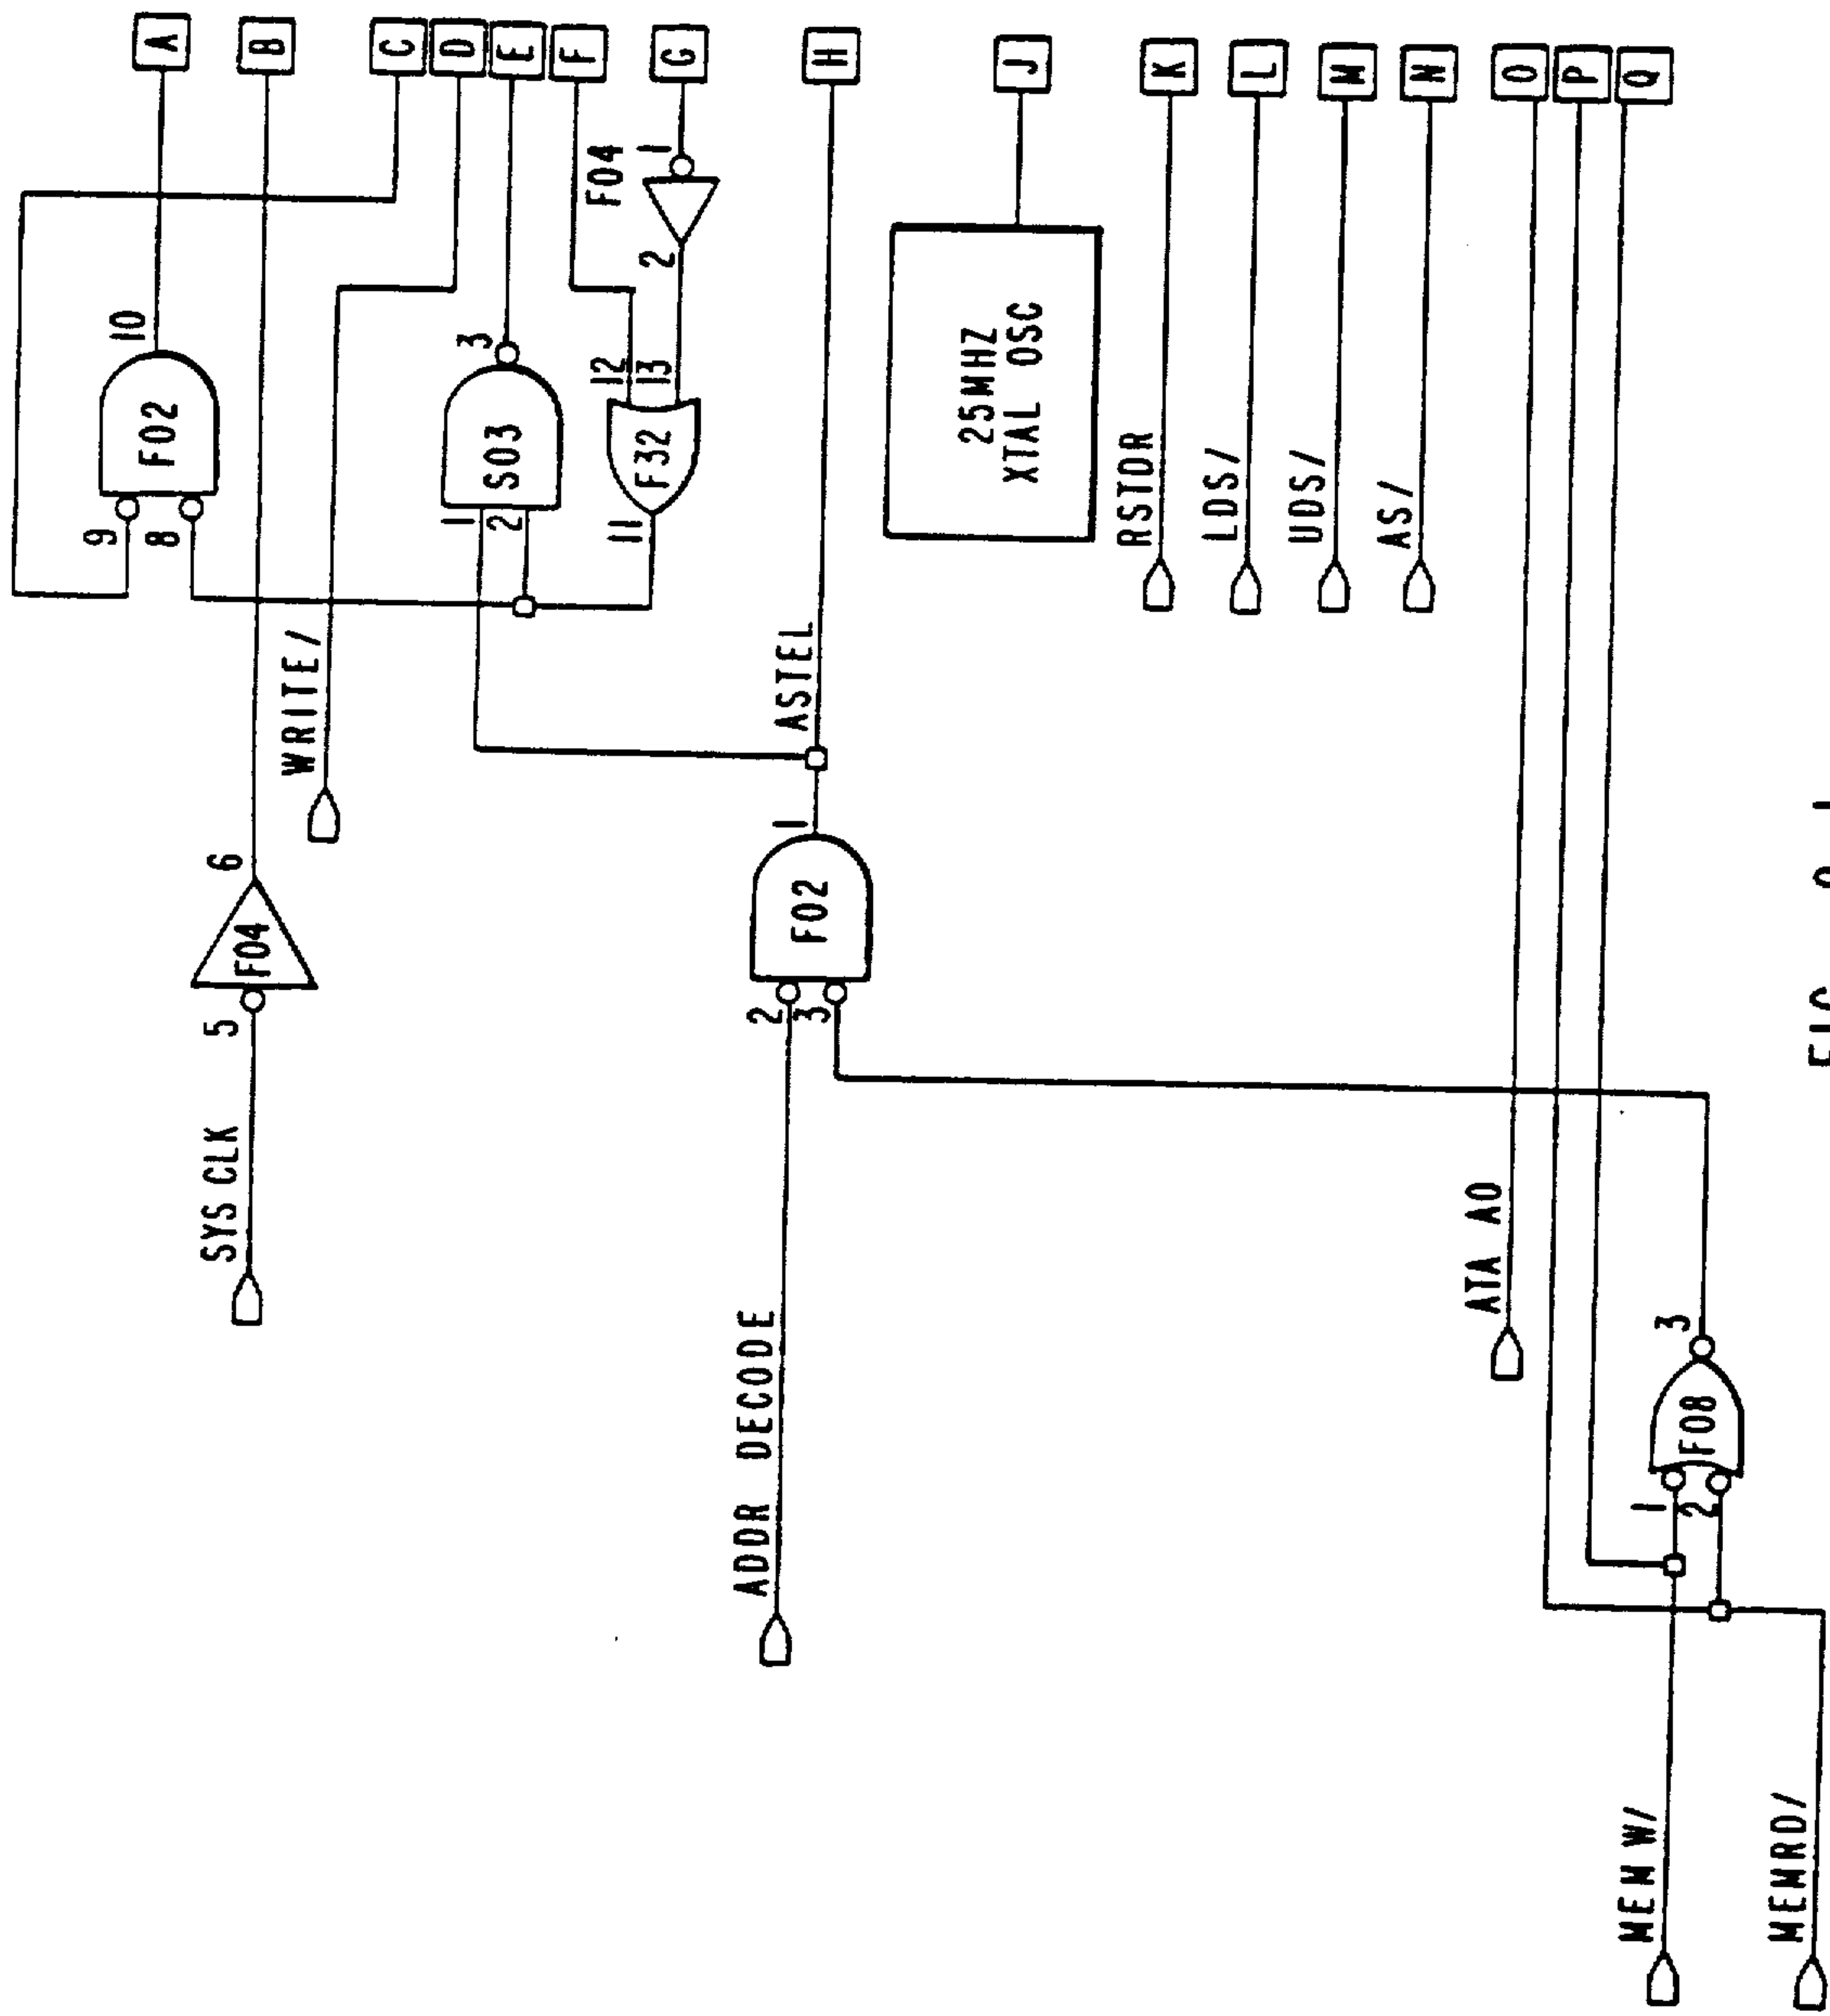 A
B
C
D
E
F
G
H
J
K
L
M
N
O
P
Q
9
8
F02
10
SYS CLK
5
F04
6
WRITE/
1
2
S03
3
F04
1
2
12
13
F32
11
ADDR DECODE
2
3
F02
1
ASTEL
25MHZ
XTAL OSC
RSTDR
LDS/
UDS/
AS/
ATA A0
MEMW/
MEMRD/
1
2
F08
3